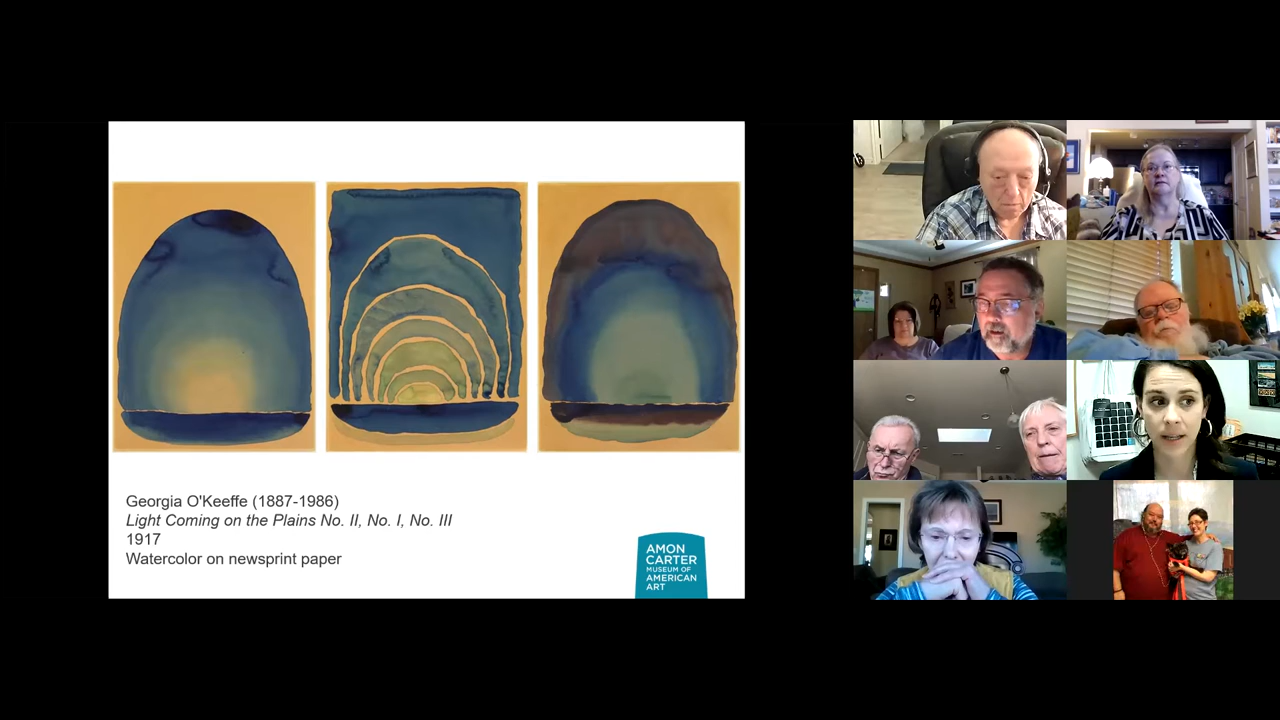 Georgia O'Keeffe (1887-1986)
Light Coming on the Plains No. II, No. I, No. III
1917
Watercolor on newsprint paper
AMON
CARTER
MUSEUM OF
AMERICAN
ART